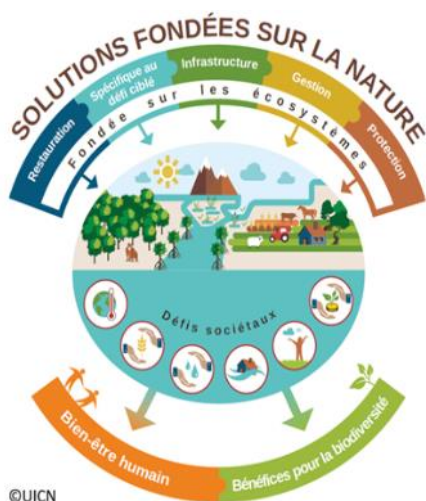 SOLUTIONS FONDÉES SUR LA NATURE
Restauration
Spécifique au
défi ciblé
Infrastructure
Gestion
Protection
Fondée sur les écosystèmes
Défis sociétaux
Bien-être humain
Bénéfices pour la biodiversité
©UICN